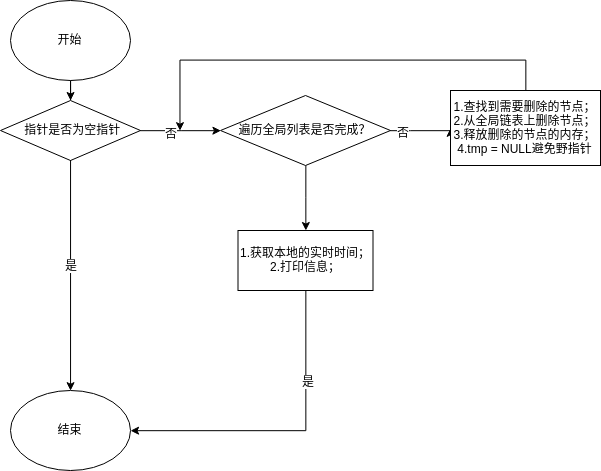 开始
指针是否为空指针
否
遍历全局列表是否完成?
否
1.查找到需要删除的节点;
2.从全局链表上删除节点;
3.释放删除的节点的内存;
4.tmp = NULL避免野指针
1.获取本地的实时时间;
2.打印信息;
是
是
结束